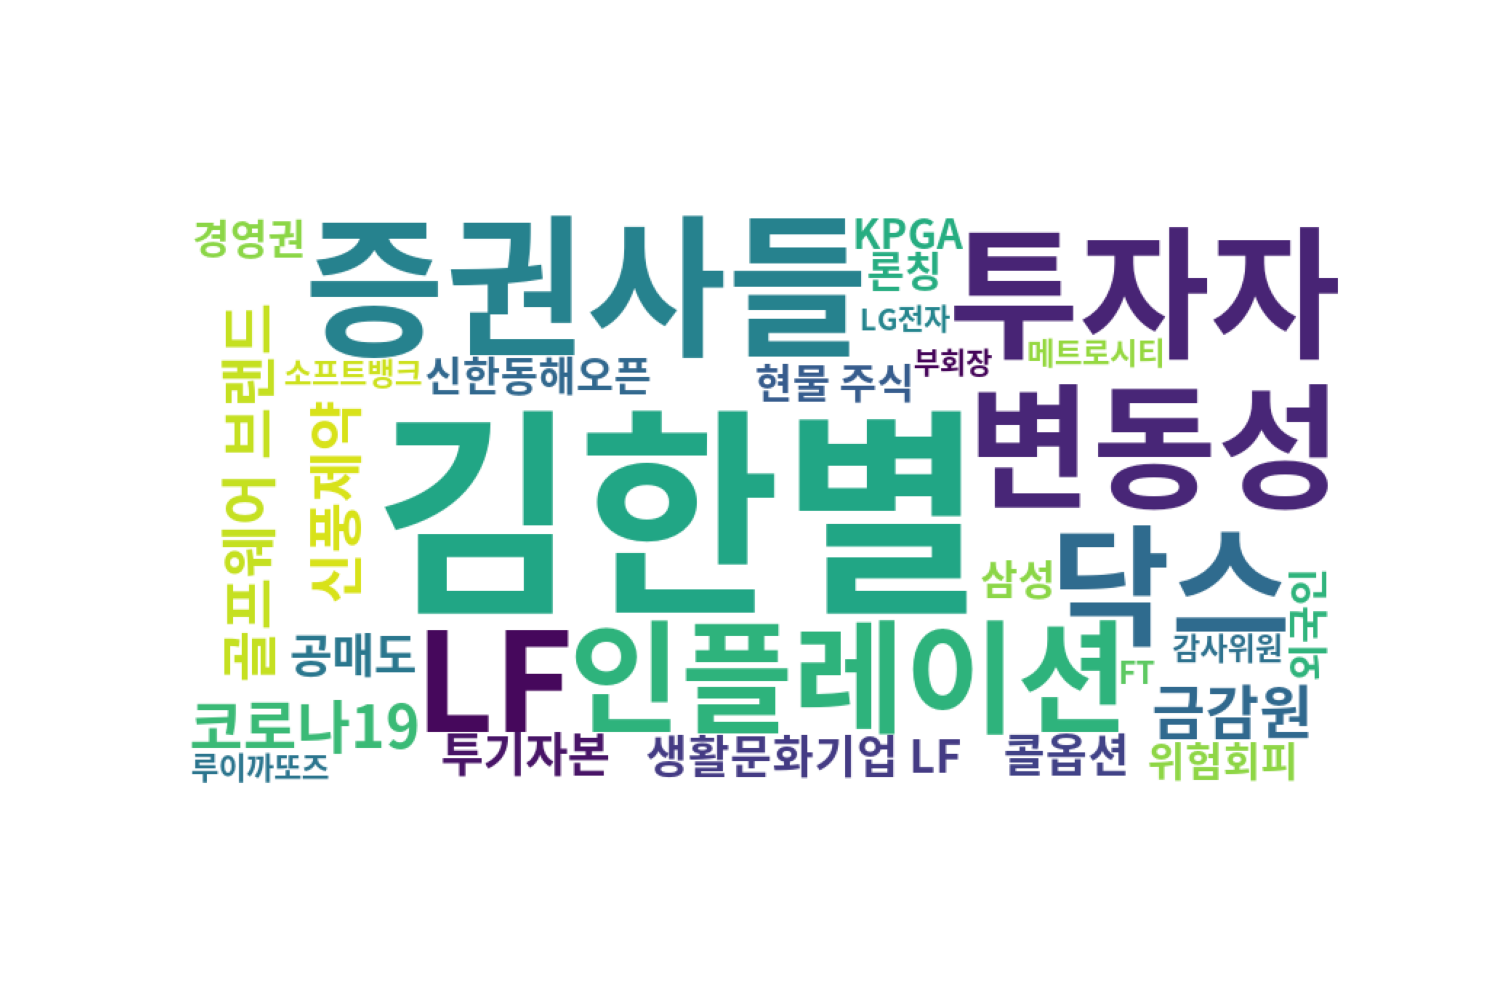 경영권
증권사들
KPGA
론칭
LG전자
투자자
부회장
메트로시티
소프트뱅크
신한동해오픈
현물 주식
골프웨어 브랜드
신풍제약
김한별
변동성
닥스
삼성
외국인
감사위원
공매도
LF
인플레이션
FT
금감원
코로나19
루이까또즈
투기자본
생활문화기업 LF
콜옵션
위험회피